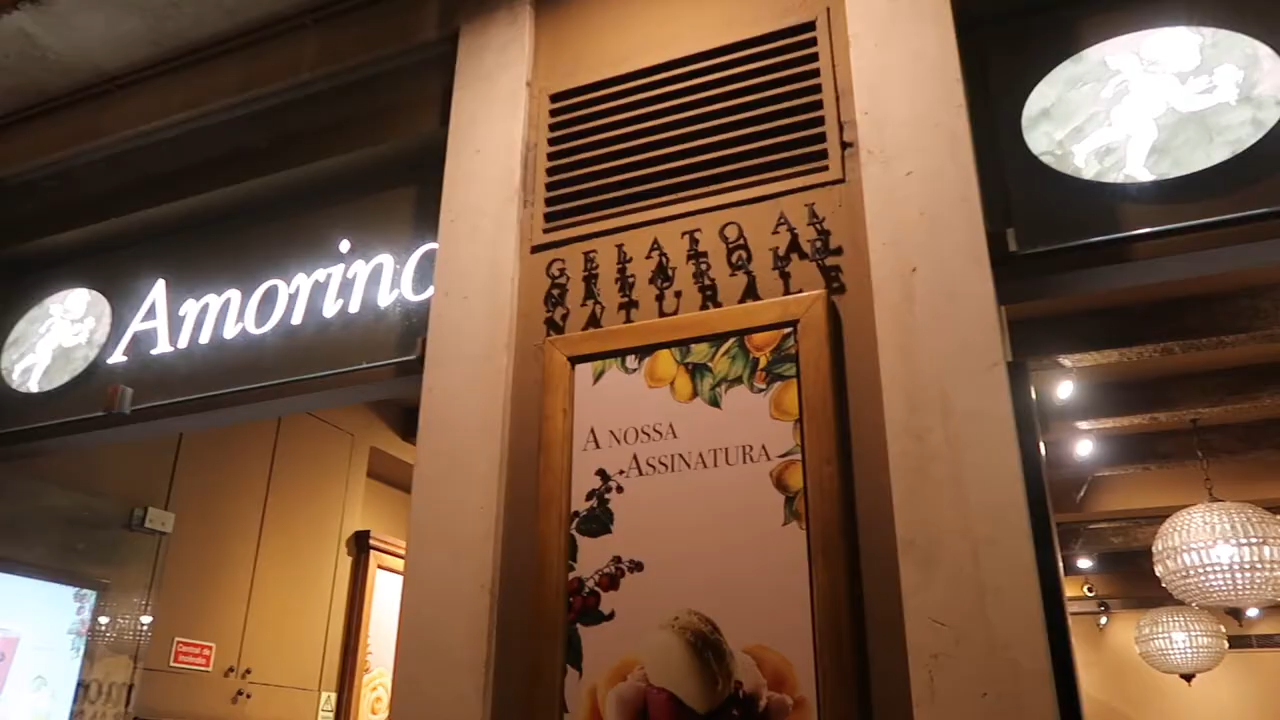 Amorino
GELATO AL
NATURALE
A NOSSA
ASSINATURA
Central de
incêndio